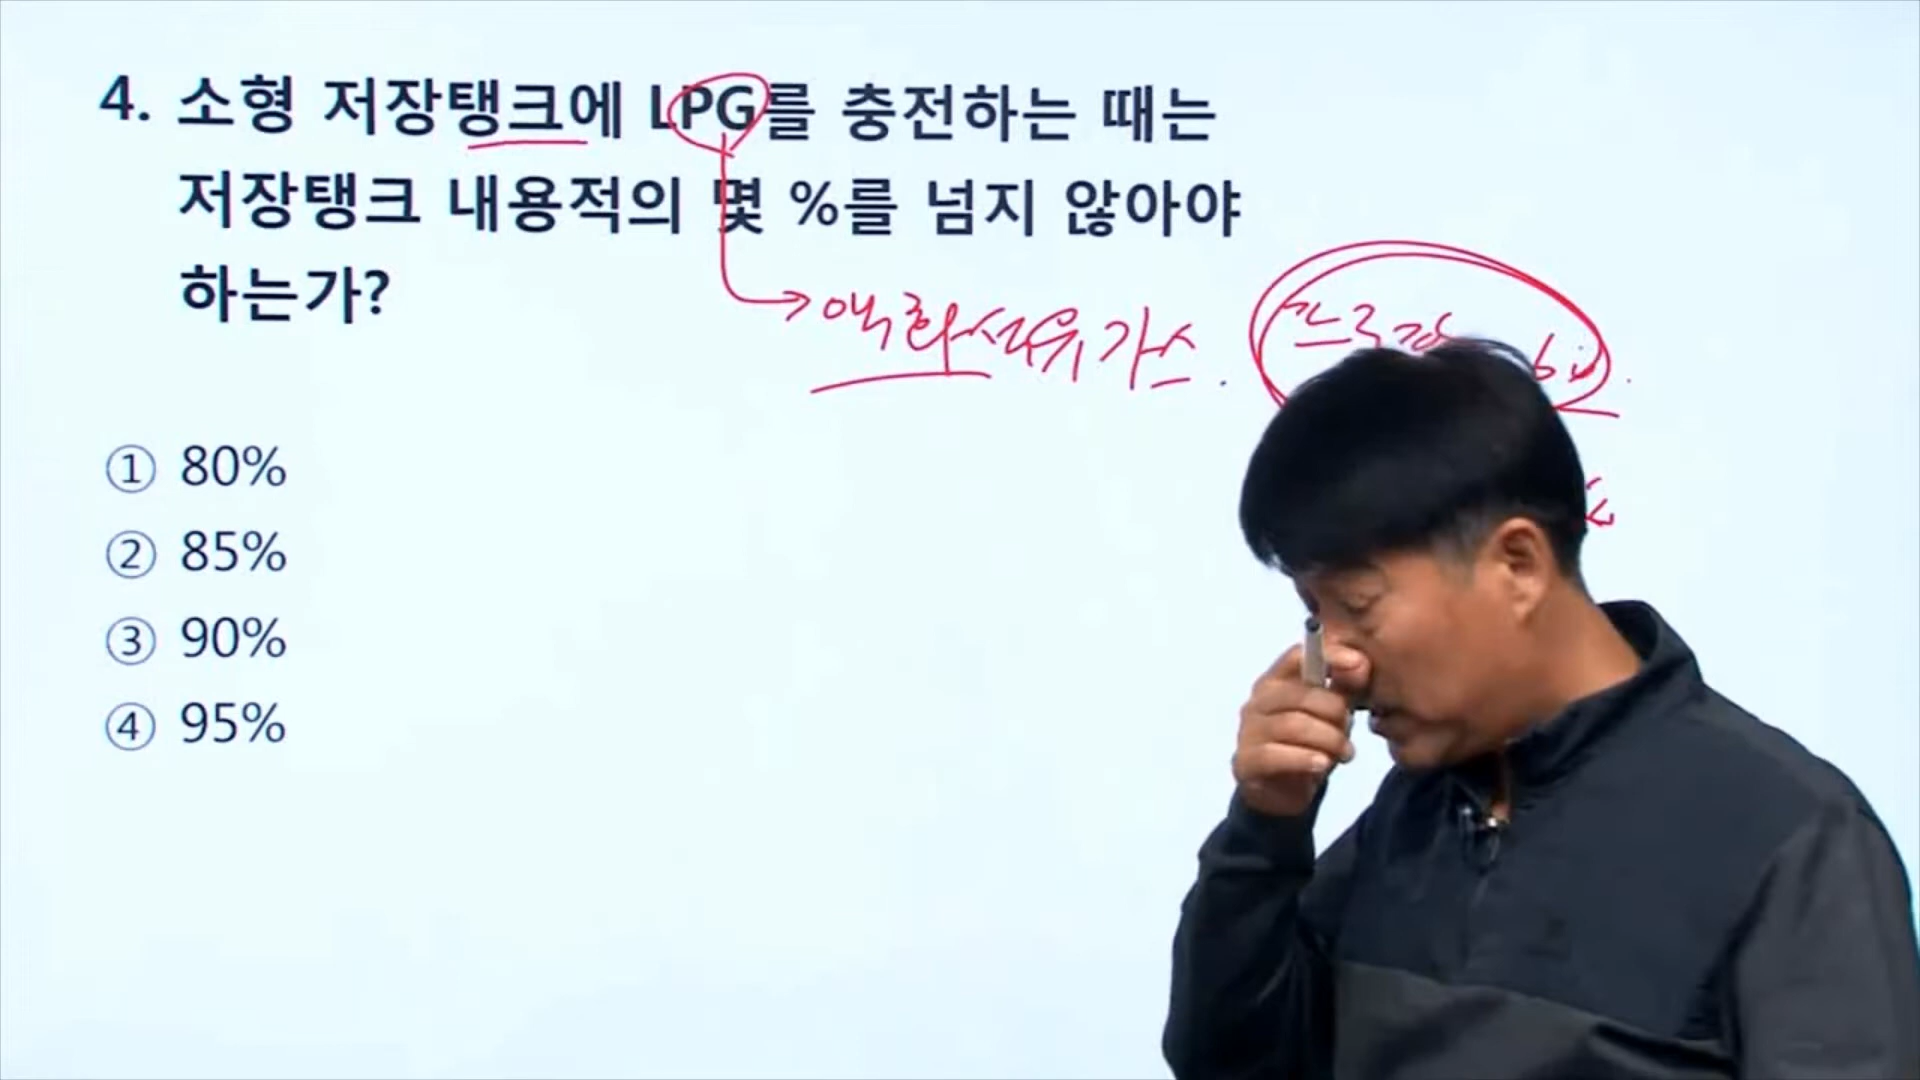 4. 소형 저장탱크에 LPG를 충전하는 때는
저장탱크 내용적의 몇 %를 넘지 않아야
하는가?
액화석유가스.
① 80%
② 85%
③ 90%
④ 95%